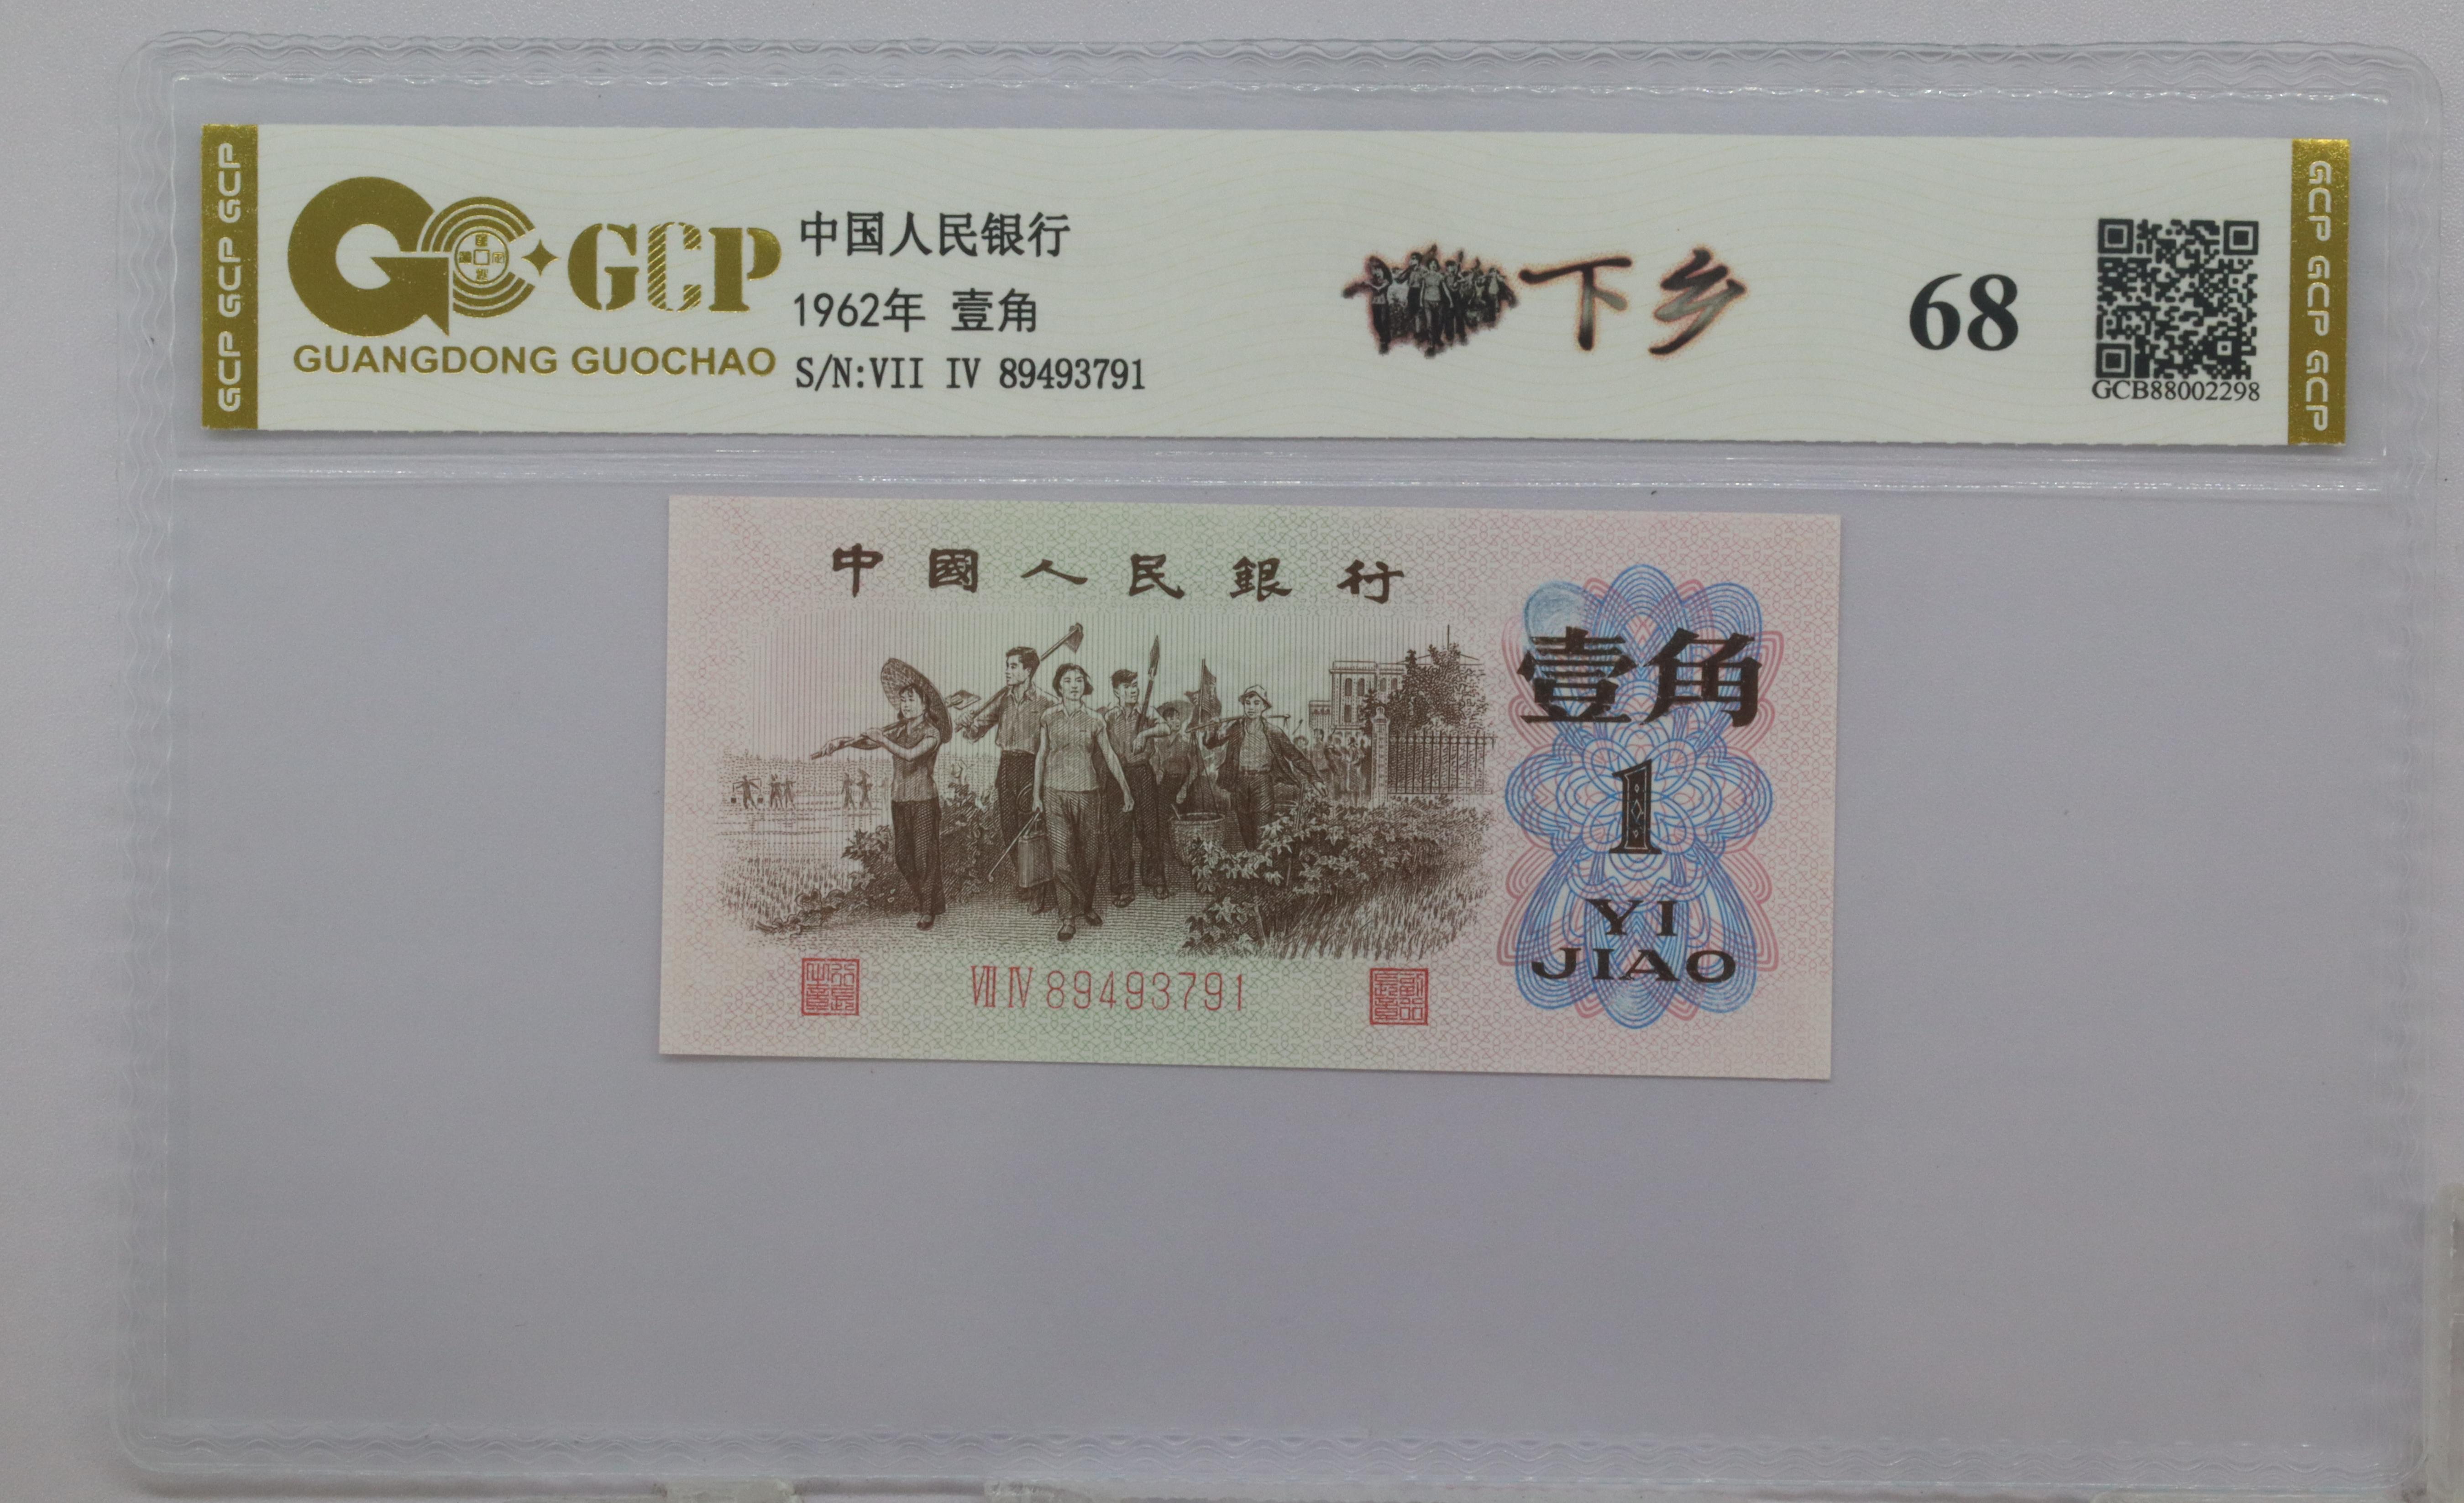 GCP GCP GCP
GCP
GUANGDONG GUOCHAO
中国人民银行
1962年 壹角
S/N:VII IV 89493791
下乡
68
GCB88002298
GCP GCP GCP
中國人民銀行
壹角
1
YI
JIAO
VII IV 89493791